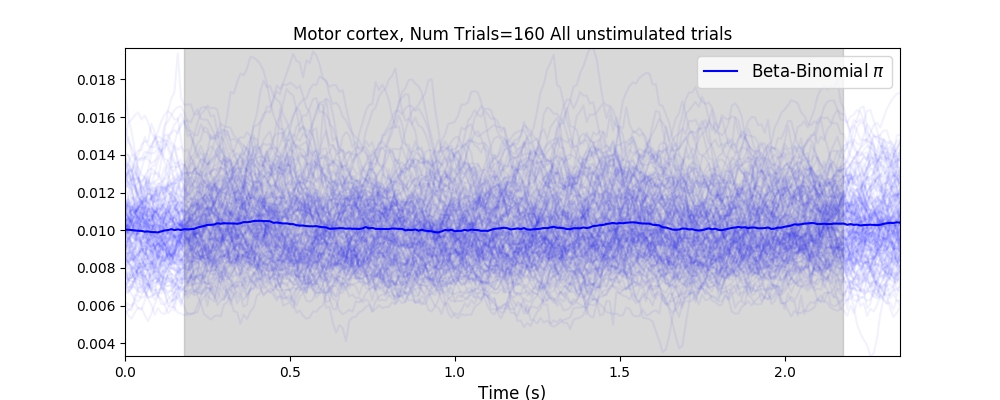 Motor cortex, Num Trials=160 All unstimulated trials
Beta-Binomial π
0.018
0.016
0.014
0.012
0.010
0.008
0.006
0.004
0.0 0.5 1.0 1.5 2.0
Time (s)